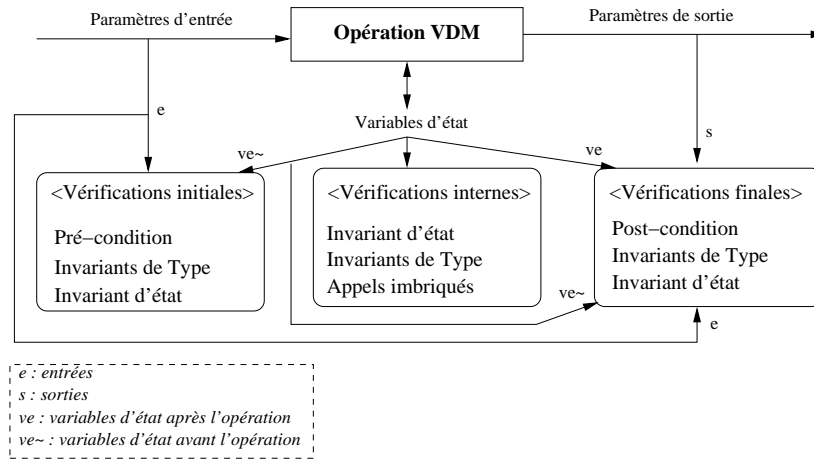 Paramètres d'entrée
Opération VDM
Paramètres de sortie
e
Variables d'état
ve~
ve
s
<Vérifications initiales>
Pré−condition
Invariants de Type
Invariant d'état
<Vérifications internes>
Invariant d'état
Invariants de Type
Appels imbriqués
<Vérifications finales>
Post−condition
Invariants de Type
Invariant d'état
ve~
e
e : entrées
s : sorties
ve : variables d'état après l'opération
ve~ : variables d'état avant l'opération